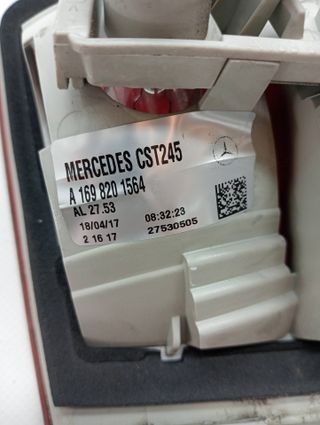 MERCEDES CST245
A 169 820 1564
AL 27.53
18/04/17 08:32:23
2 16 17 27530505